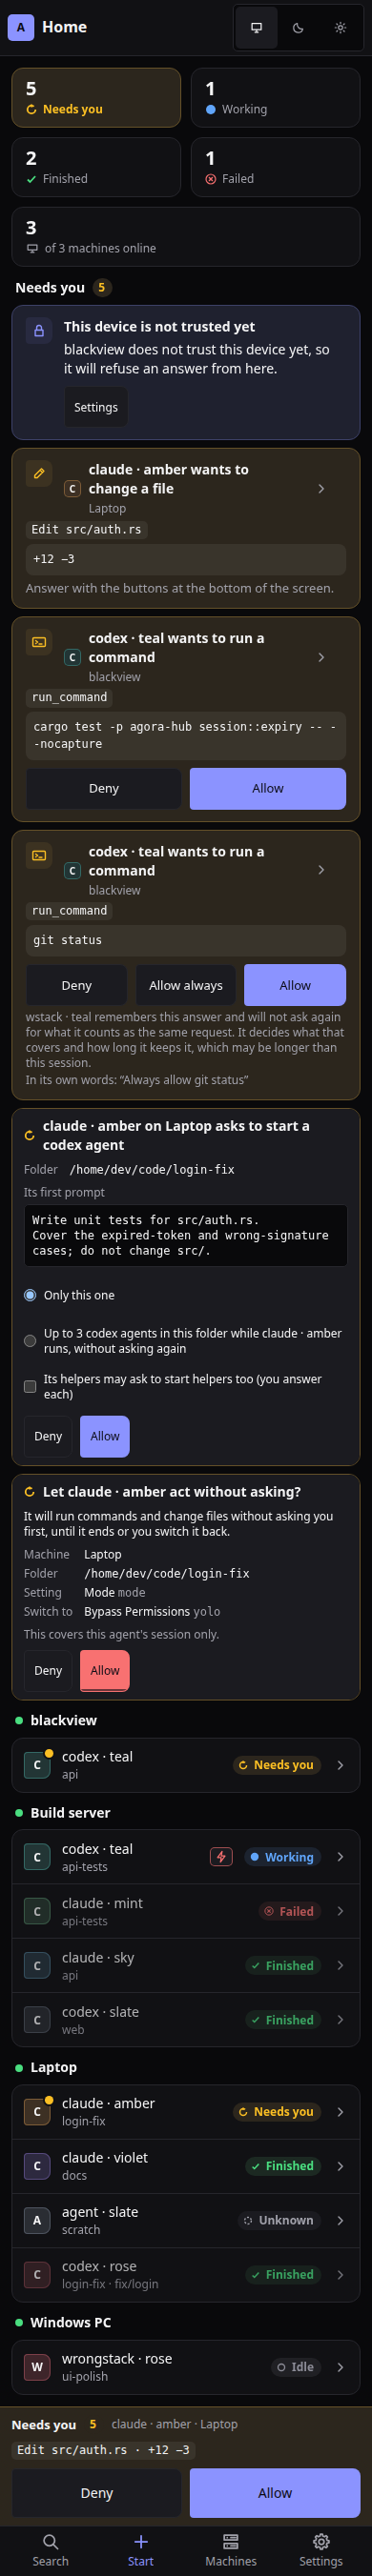 A Home
5
Needs you
1
Working
2
Finished
1
Failed
3
of 3 machines online
Needs you 5
This device is not trusted yet
blackview does not trust this device yet, so
it will refuse an answer from here.
Settings
claude · amber wants to
C change a file
Laptop
Edit src/auth.rs
+12 −3
Answer with the buttons at the bottom of the screen.
codex · teal wants to run a
C command
blackview
run_command
cargo test -p agora-hub session::expiry -- -
-nocapture
Deny Allow
codex · teal wants to run a
C command
blackview
run_command
git status
Deny Allow always Allow
wstack · teal remembers this answer and will not ask again
for what it counts as the same request. It decides what that
covers and how long it keeps it, which may be longer than
this session.
In its own words: “Always allow git status”
claude · amber on Laptop asks to start a
codex agent
Folder /home/dev/code/login-fix
Its first prompt
Write unit tests for src/auth.rs.
Cover the expired-token and wrong-signature
cases; do not change src/.
Only this one
Up to 3 codex agents in this folder while claude · amber
runs, without asking again
Its helpers may ask to start helpers too (you answer
each)
Deny Allow
Let claude · amber act without asking?
It will run commands and change files without asking you
first, until it ends or you switch it back.
Machine Laptop
Folder /home/dev/code/login-fix
Setting Mode mode
Switch to Bypass Permissions yolo
This covers this agent's session only.
Deny Allow
blackview
C codex · teal Needs you
api
Build server
C codex · teal Working
api-tests
C claude · mint Failed
api-tests
C claude · sky Finished
api
C codex · slate Finished
web
Laptop
C claude · amber Needs you
login-fix
C claude · violet Finished
docs
A agent · slate Unknown
scratch
C codex · rose Finished
login-fix · fix/login
Windows PC
W wrongstack · rose Idle
ui-polish
Needs you 5 claude · amber · Laptop
Edit src/auth.rs · +12 −3
Deny Allow
Search Start Machines Settings